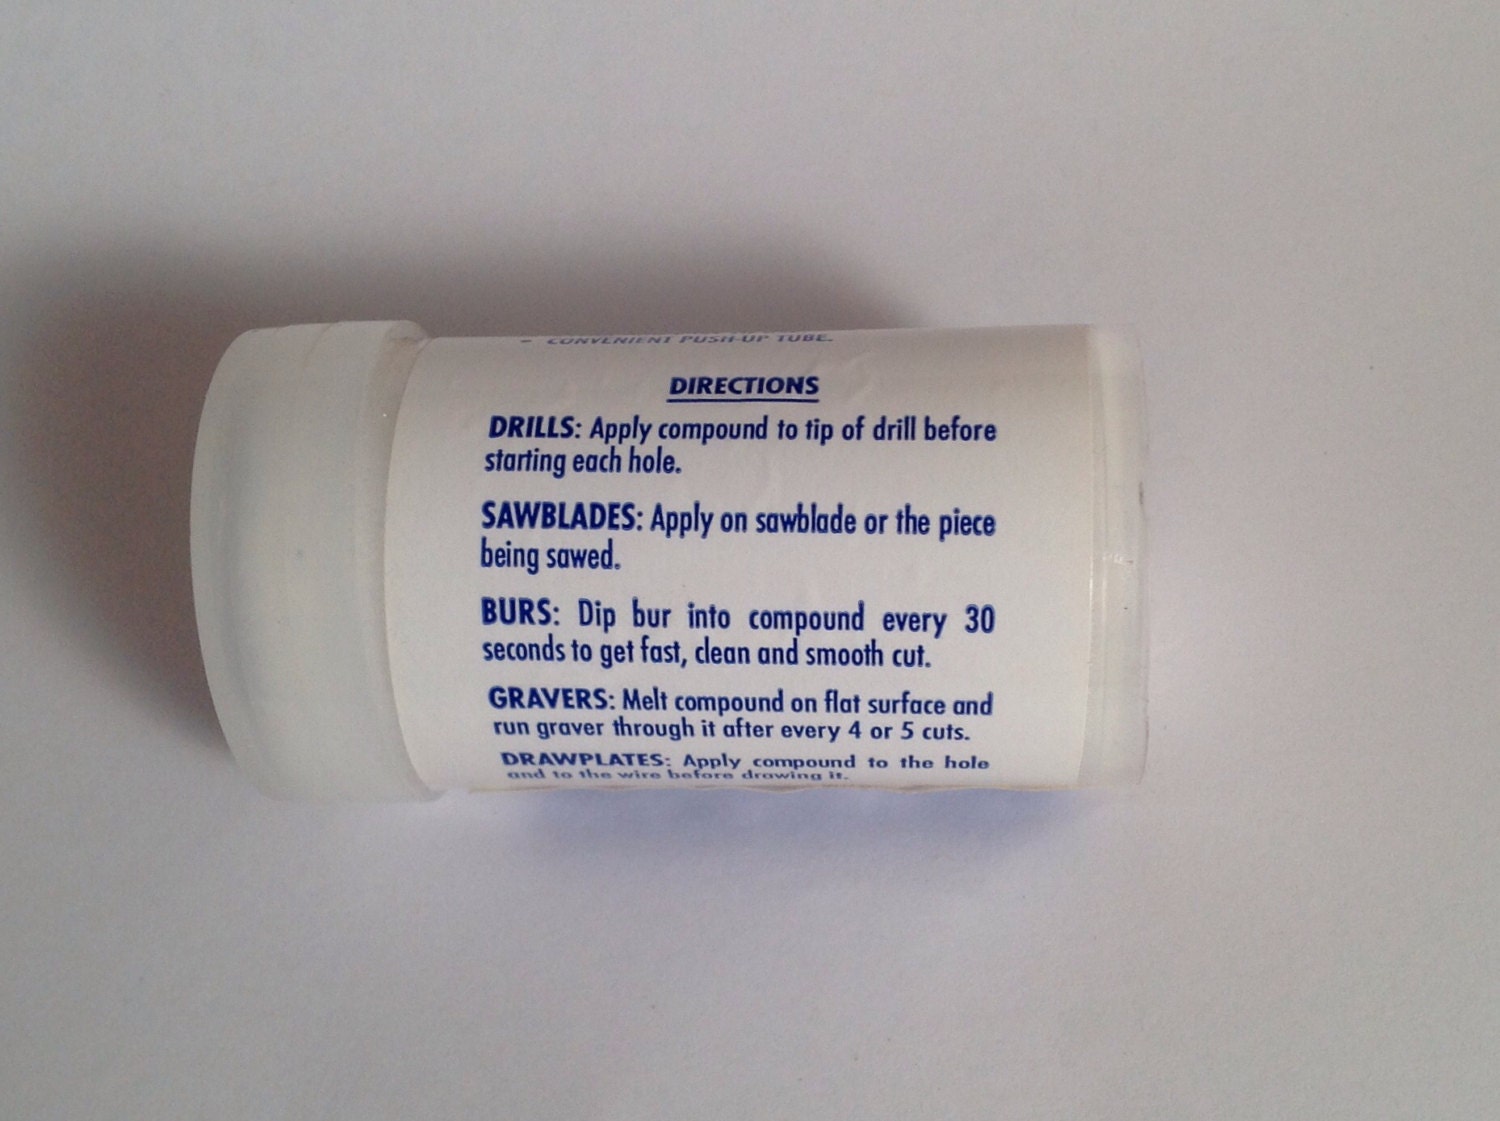 - CONVENIENT PUSH-UP TUBE.
DIRECTIONS
DRILLS: Apply compound to tip of drill before
starting each hole.
SAWBLADES: Apply on sawblade or the piece
being sawed.
BURS: Dip bur into compound every 30
seconds to get fast, clean and smooth cut.
GRAVERS: Melt compound on flat surface and
run graver through it after every 4 or 5 cuts.
DRAWPLATES: Apply compound to the hole
and to the wire before drawing it.